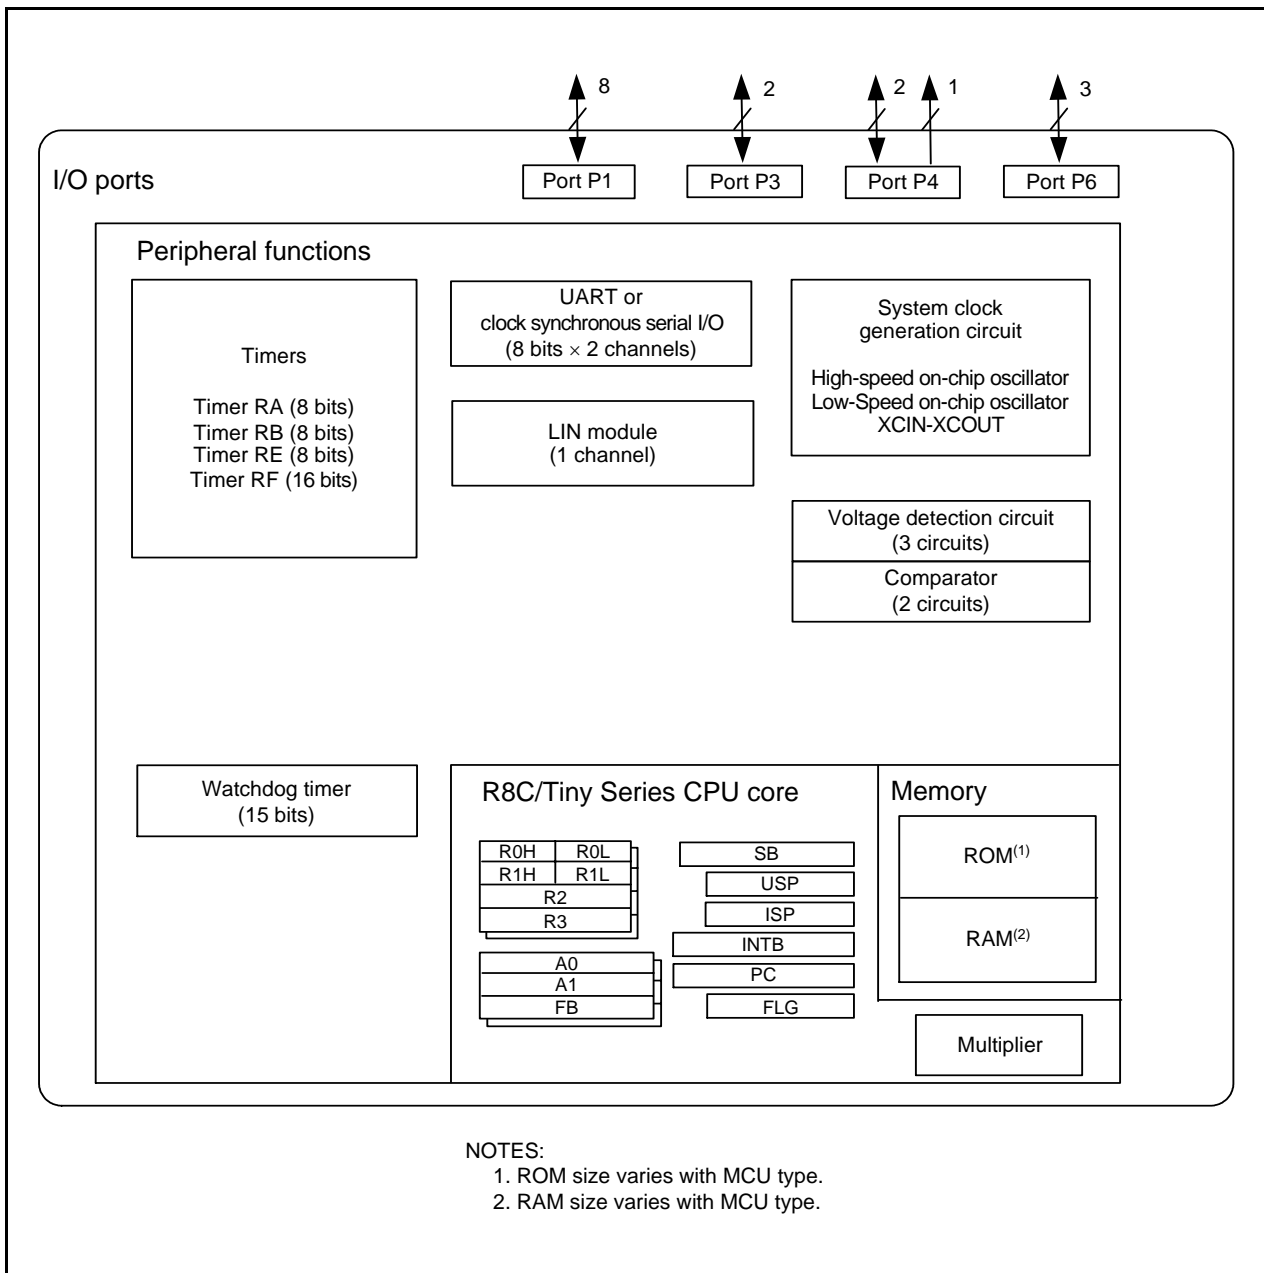 8
2
2
1
3
I/O ports
Port P1
Port P3
Port P4
Port P6
Peripheral functions
Timers
Timer RA (8 bits)
Timer RB (8 bits)
Timer RE (8 bits)
Timer RF (16 bits)
UART or
clock synchronous serial I/O
(8 bits × 2 channels)
LIN module
(1 channel)
System clock
generation circuit
High-speed on-chip oscillator
Low-Speed on-chip oscillator
XCIN-XCOUT
Voltage detection circuit
(3 circuits)
Comparator
(2 circuits)
Watchdog timer
(15 bits)
R8C/Tiny Series CPU core
R0H
R0L
R1H
R1L
R2
R3
A0
A1
FB
SB
USP
ISP
INTB
PC
FLG
Memory
ROM(1)
RAM(2)
Multiplier
NOTES:
1. ROM size varies with MCU type.
2. RAM size varies with MCU type.